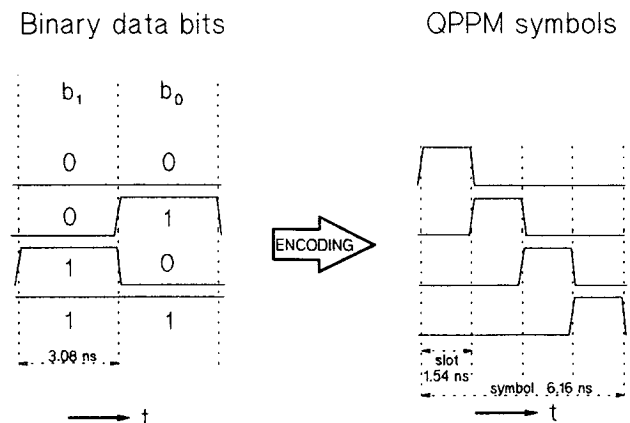 Binary data bits
QPPM symbols
b1 b0
0 0
0 1
1 0
1 1
ENCODING
3.08 ns
slot
1.54 ns
symbol 6.16 ns
t
t